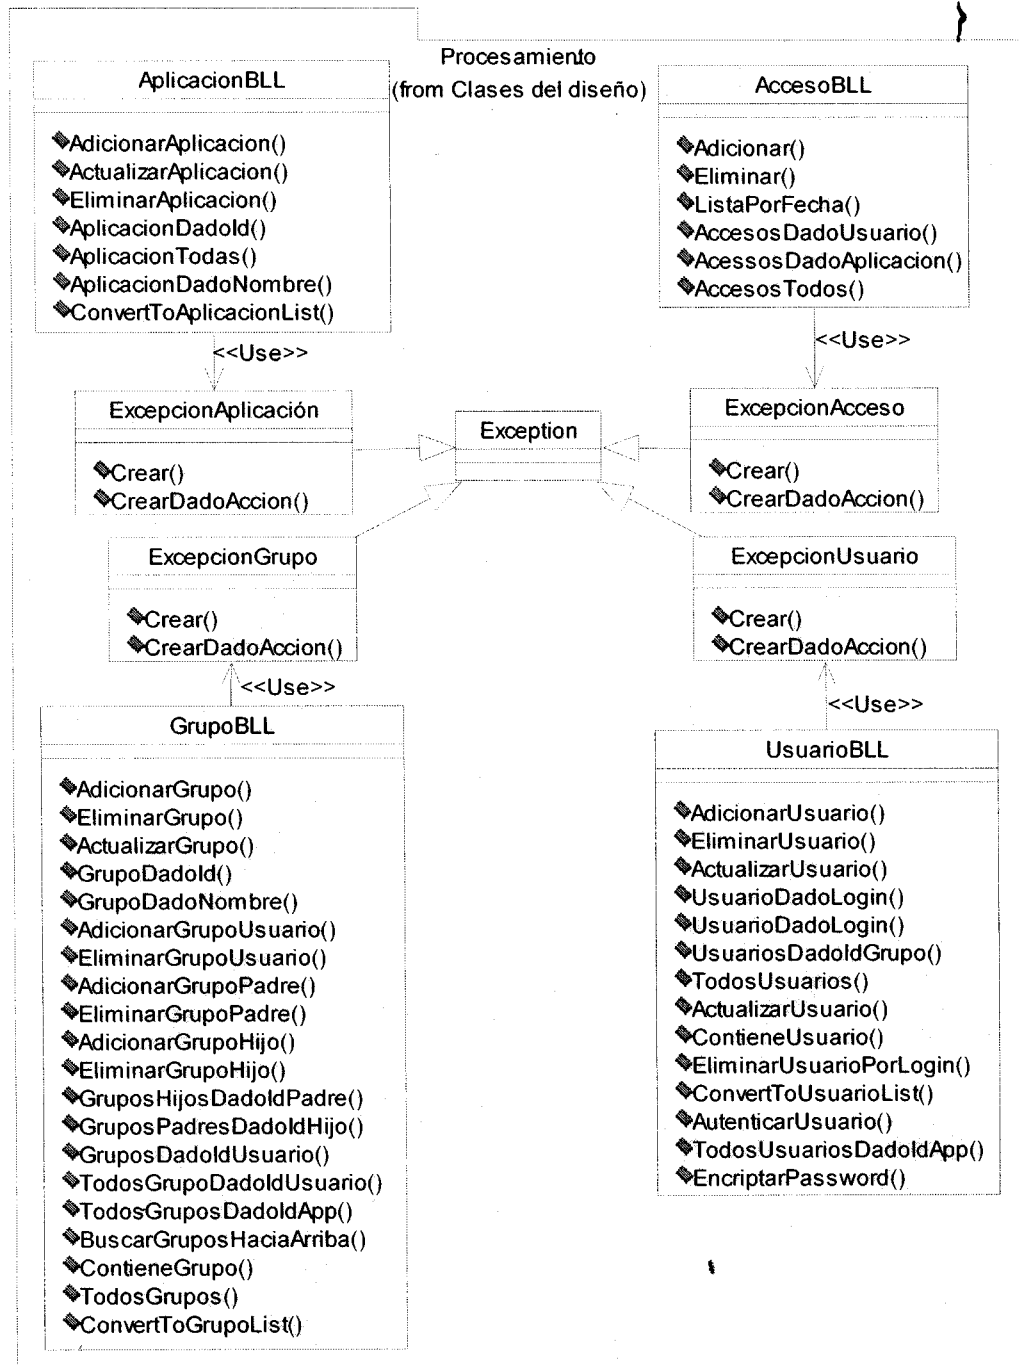 Procesamiento
(from Clases del diseño)
AplicacionBLL
AdicionarAplicacion()
ActualizarAplicacion()
EliminarAplicacion()
AplicacionDadoId()
AplicacionTodas()
AplicacionDadoNombre()
ConvertToAplicacionList()
AccesoBLL
Adicionar()
Eliminar()
ListaPorFecha()
AccesosDadoUsuario()
AcessosDadoAplicacion()
AccesosTodos()
<<Use>>
<<Use>>
ExcepcionAplicación
Crear()
CrearDadoAccion()
Exception
ExcepcionAcceso
Crear()
CrearDadoAccion()
ExcepcionGrupo
Crear()
CrearDadoAccion()
ExcepcionUsuario
Crear()
CrearDadoAccion()
<<Use>>
<<Use>>
GrupoBLL
AdicionarGrupo()
EliminarGrupo()
ActualizarGrupo()
GrupoDadoId()
GrupoDadoNombre()
AdicionarGrupoUsuario()
EliminarGrupoUsuario()
AdicionarGrupoPadre()
EliminarGrupoPadre()
AdicionarGrupoHijo()
EliminarGrupoHijo()
GruposHijosDadoIdPadre()
GruposPadresDadoIdHijo()
GruposDadoIdUsuario()
TodosGrupoDadoIdUsuario()
TodosGruposDadoIdApp()
BuscarGruposHaciaArriba()
ContieneGrupo()
TodosGrupos()
ConvertToGrupoList()
UsuarioBLL
AdicionarUsuario()
EliminarUsuario()
ActualizarUsuario()
UsuarioDadoLogin()
UsuarioDadoLogin()
UsuariosDadoIdGrupo()
TodosUsuarios()
ActualizarUsuario()
ContieneUsuario()
EliminarUsuarioPorLogin()
ConvertToUsuarioList()
AutenticarUsuario()
TodosUsuariosDadoIdApp()
EncriptarPassword()